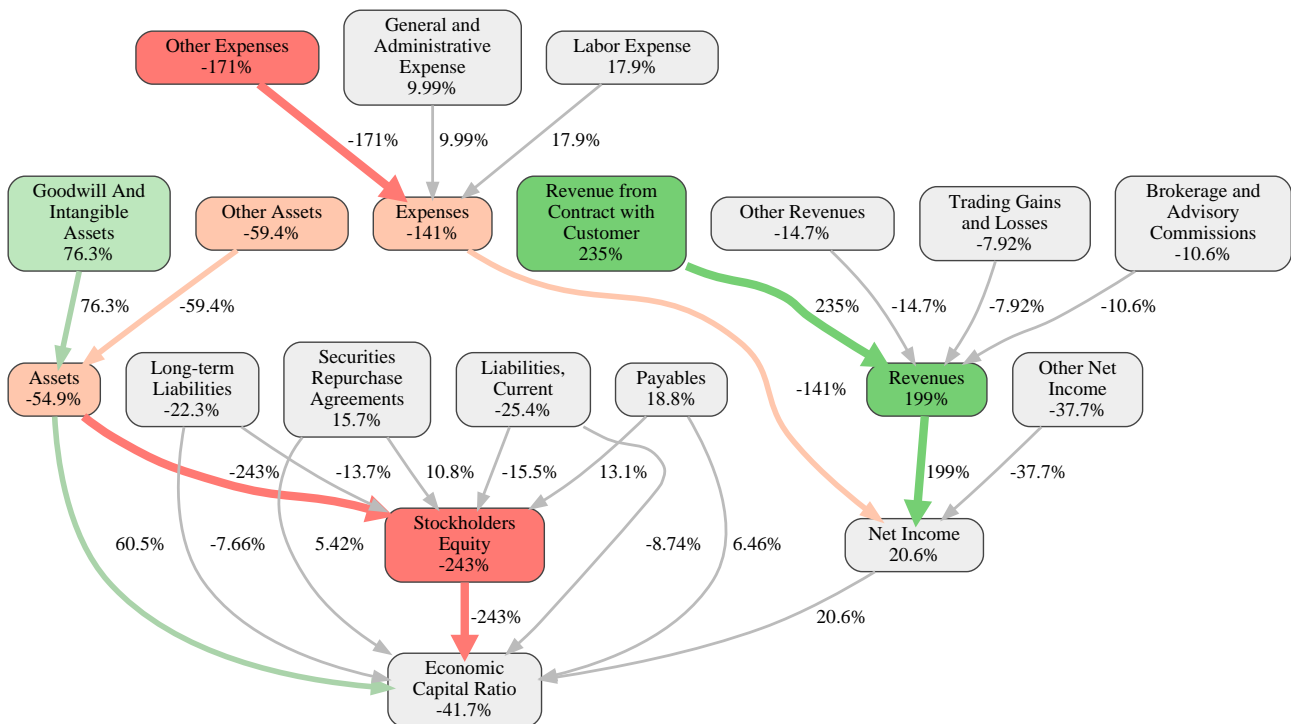 Other Expenses
-171%
General and
Administrative
Expense
9.99%
Labor Expense
17.9%
-171%
9.99%
17.9%
Goodwill And
Intangible
Assets
76.3%
Other Assets
-59.4%
Expenses
-141%
Revenue from
Contract with
Customer
235%
Other Revenues
-14.7%
Trading Gains
and Losses
-7.92%
Brokerage and
Advisory
Commissions
-10.6%
76.3%
-59.4%
235%
-14.7%
-7.92%
-10.6%
Assets
-54.9%
Long-term
Liabilities
-22.3%
Securities
Repurchase
Agreements
15.7%
Liabilities,
Current
-25.4%
Payables
18.8%
-141%
Revenues
199%
Other Net
Income
-37.7%
-243%
-13.7%
10.8%
-15.5%
13.1%
199%
-37.7%
60.5%
-7.66%
5.42%
Stockholders
Equity
-243%
-8.74%
6.46%
Net Income
20.6%
-243%
20.6%
Economic
Capital Ratio
-41.7%